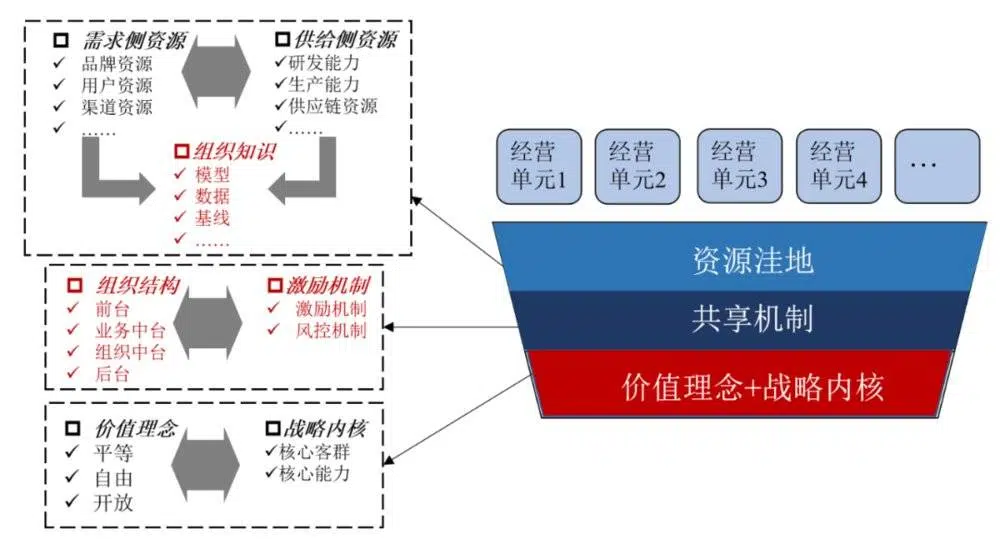 需求侧资源
品牌资源
用户资源
渠道资源
......
供给侧资源
研发能力
生产能力
供应链资源
......
组织知识
模型
数据
基线
......
组织结构
前台
业务中台
组织中台
后台
激励机制
激励机制
风控机制
价值理念
平等
自由
开放
战略内核
核心客群
核心能力
经营
单元1
经营
单元2
经营
单元3
经营
单元4
...
资源洼地
共享机制
价值理念+战略内核